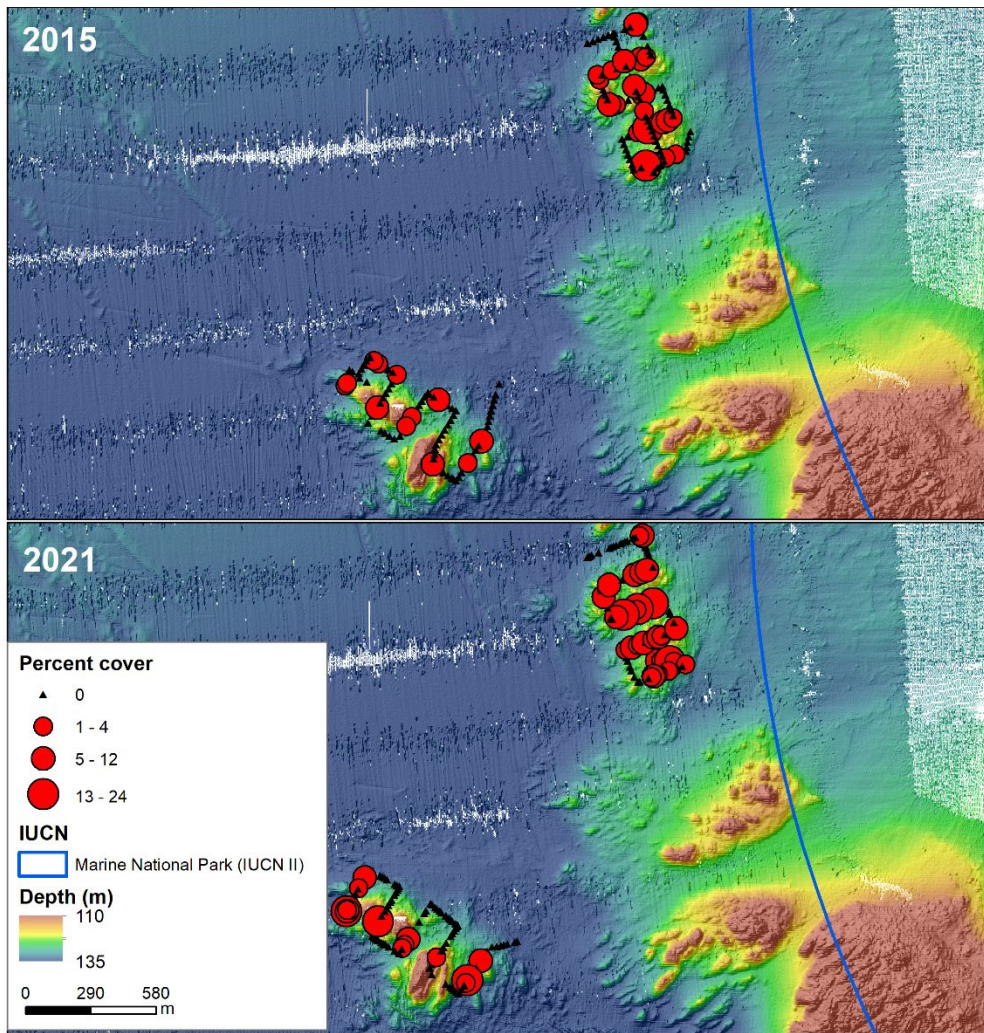 2015
2021
Percent cover
0
1 - 4
5 - 12
13 - 24
IUCN
Marine National Park (IUCN II)
Depth (m)
110
135
0 290 580
m